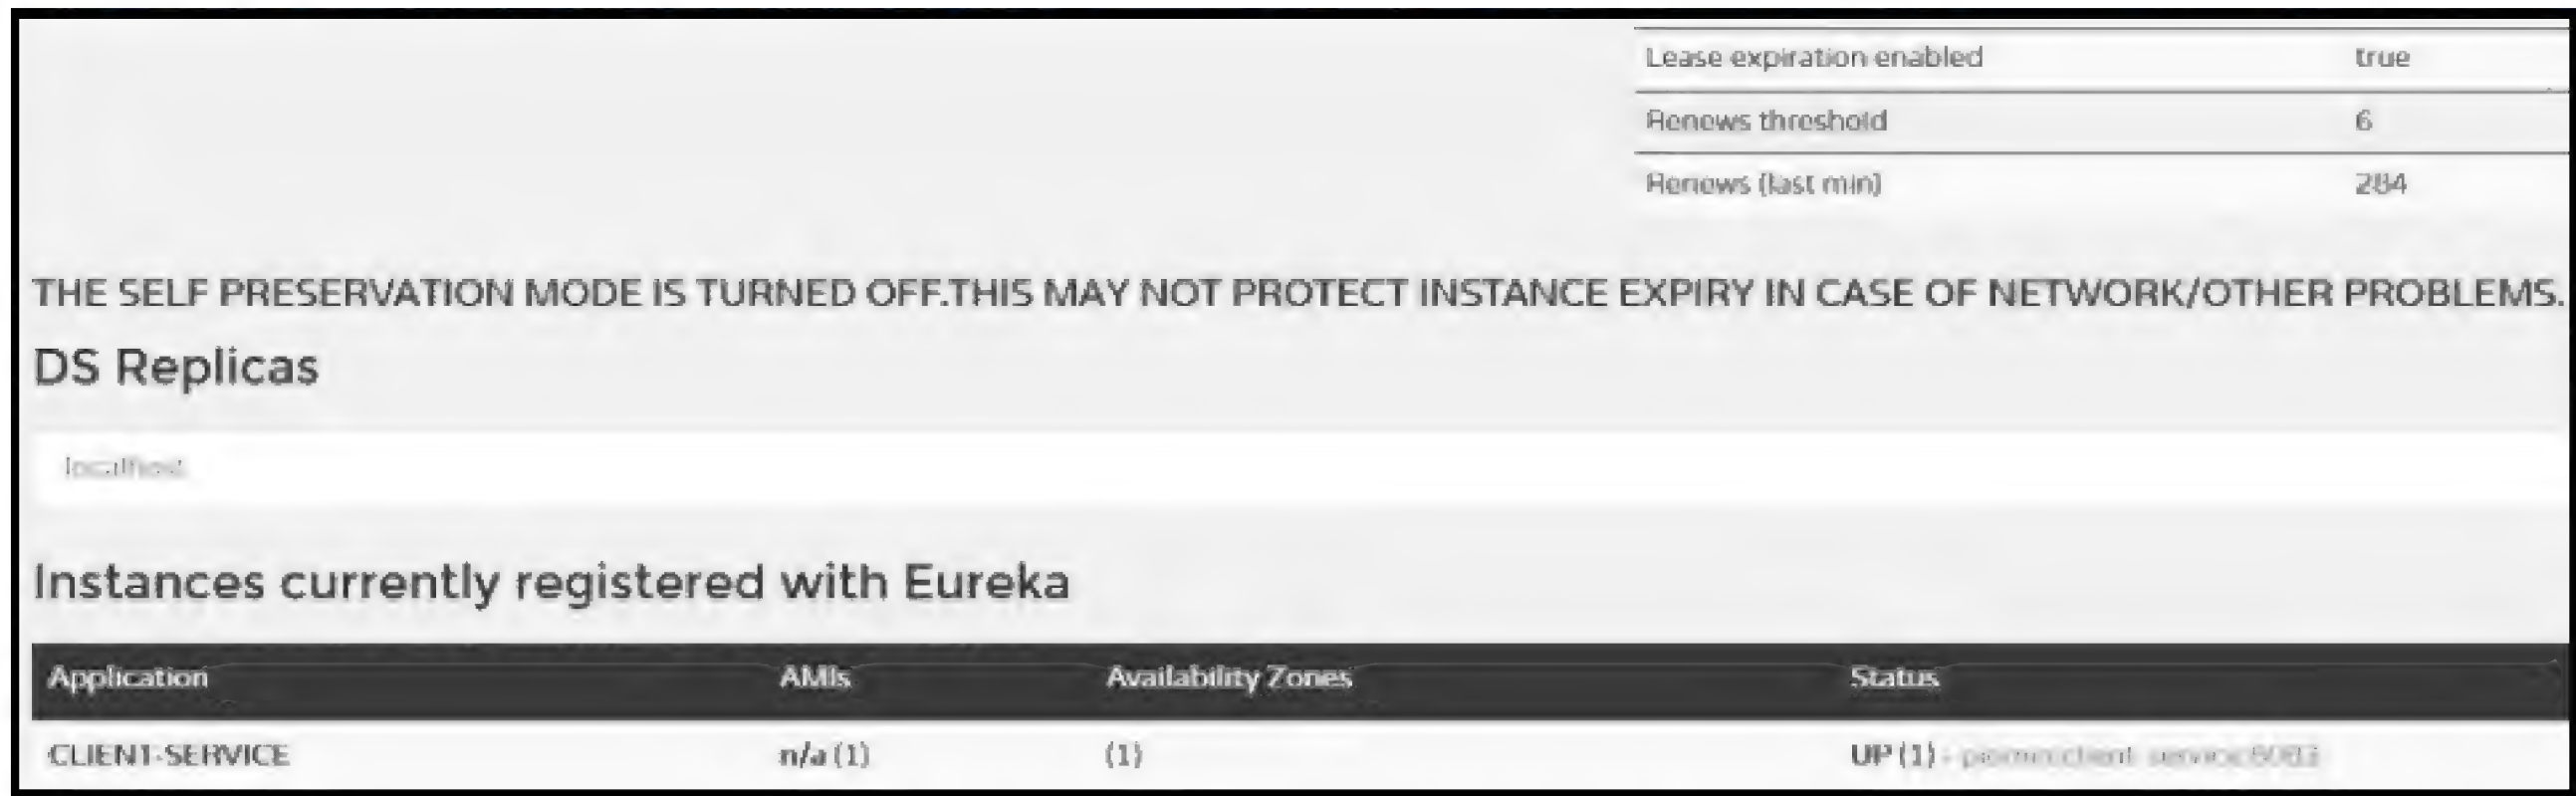 Lease expiration enabled true
Renews threshold 6
Renews (last min) 284
THE SELF PRESERVATION MODE IS TURNED OFF.THIS MAY NOT PROTECT INSTANCE EXPIRY IN CASE OF NETWORK/OTHER PROBLEMS.
DS Replicas
localhost
Instances currently registered with Eureka
Application AMIs Availability Zones Status
CLIENT-SERVICE n/a (1) (1) UP (1) -